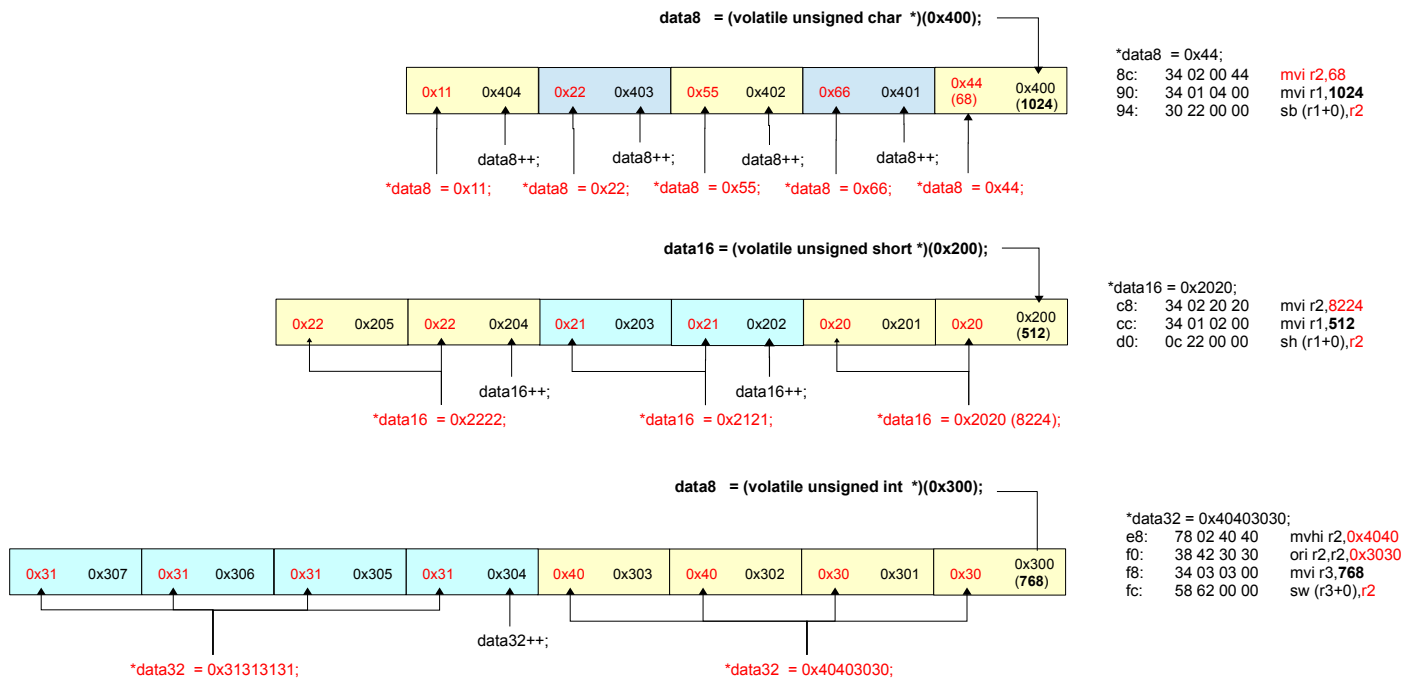 data8 = (volatile unsigned char *)(0x400);
0x11 0x404 0x22 0x403 0x55 0x402 0x66 0x401 0x44 0x400
(68) (1024)
data8++; data8++; data8++; data8++;
*data8 = 0x11; *data8 = 0x22; *data8 = 0x55; *data8 = 0x66; *data8 = 0x44;
*data8 = 0x44;
8c: 34 02 00 44 mvi r2,68
90: 34 01 04 00 mvi r1,1024
94: 30 22 00 00 sb (r1+0),r2
data16 = (volatile unsigned short *)(0x200);
0x22 0x205 0x22 0x204 0x21 0x203 0x21 0x202 0x20 0x201 0x20 0x200
(512)
data16++; data16++;
*data16 = 0x2222; *data16 = 0x2121; *data16 = 0x2020 (8224);
*data16 = 0x2020;
c8: 34 02 20 20 mvi r2,8224
cc: 34 01 02 00 mvi r1,512
d0: 0c 22 00 00 sh (r1+0),r2
data8 = (volatile unsigned int *)(0x300);
0x31 0x307 0x31 0x306 0x31 0x305 0x31 0x304 0x40 0x303 0x40 0x302 0x30 0x301 0x30 0x300
(768)
data32++;
*data32 = 0x31313131; *data32 = 0x40403030;
*data32 = 0x40403030;
e8: 78 02 40 40 mvhi r2,0x4040
f0: 38 42 30 30 ori r2,r2,0x3030
f8: 34 03 03 00 mvi r3,768
fc: 58 62 00 00 sw (r3+0),r2